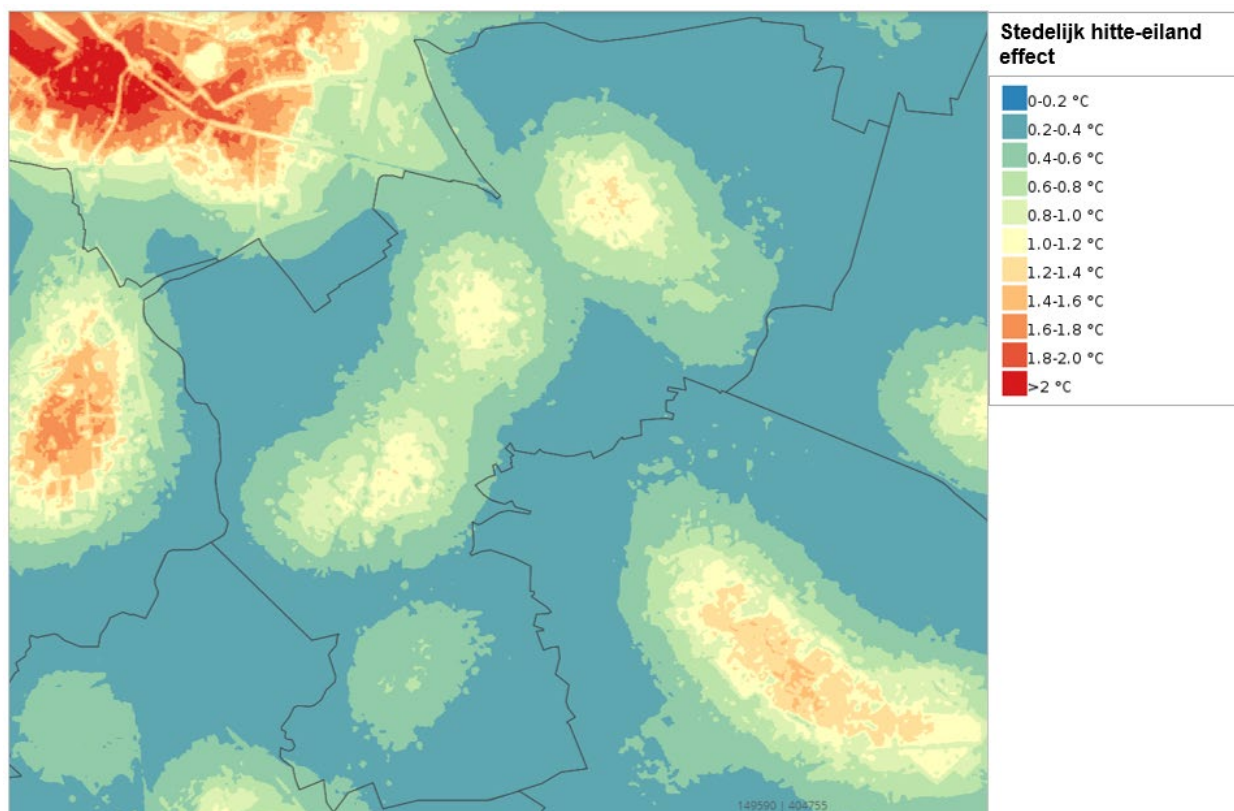 Stedelijk hitte-eiland
effect
0-0.2 °C
0.2-0.4 °C
0.4-0.6 °C
0.6-0.8 °C
0.8-1.0 °C
1.0-1.2 °C
1.2-1.4 °C
1.4-1.6 °C
1.6-1.8 °C
1.8-2.0 °C
>2 °C
149590 | 404755